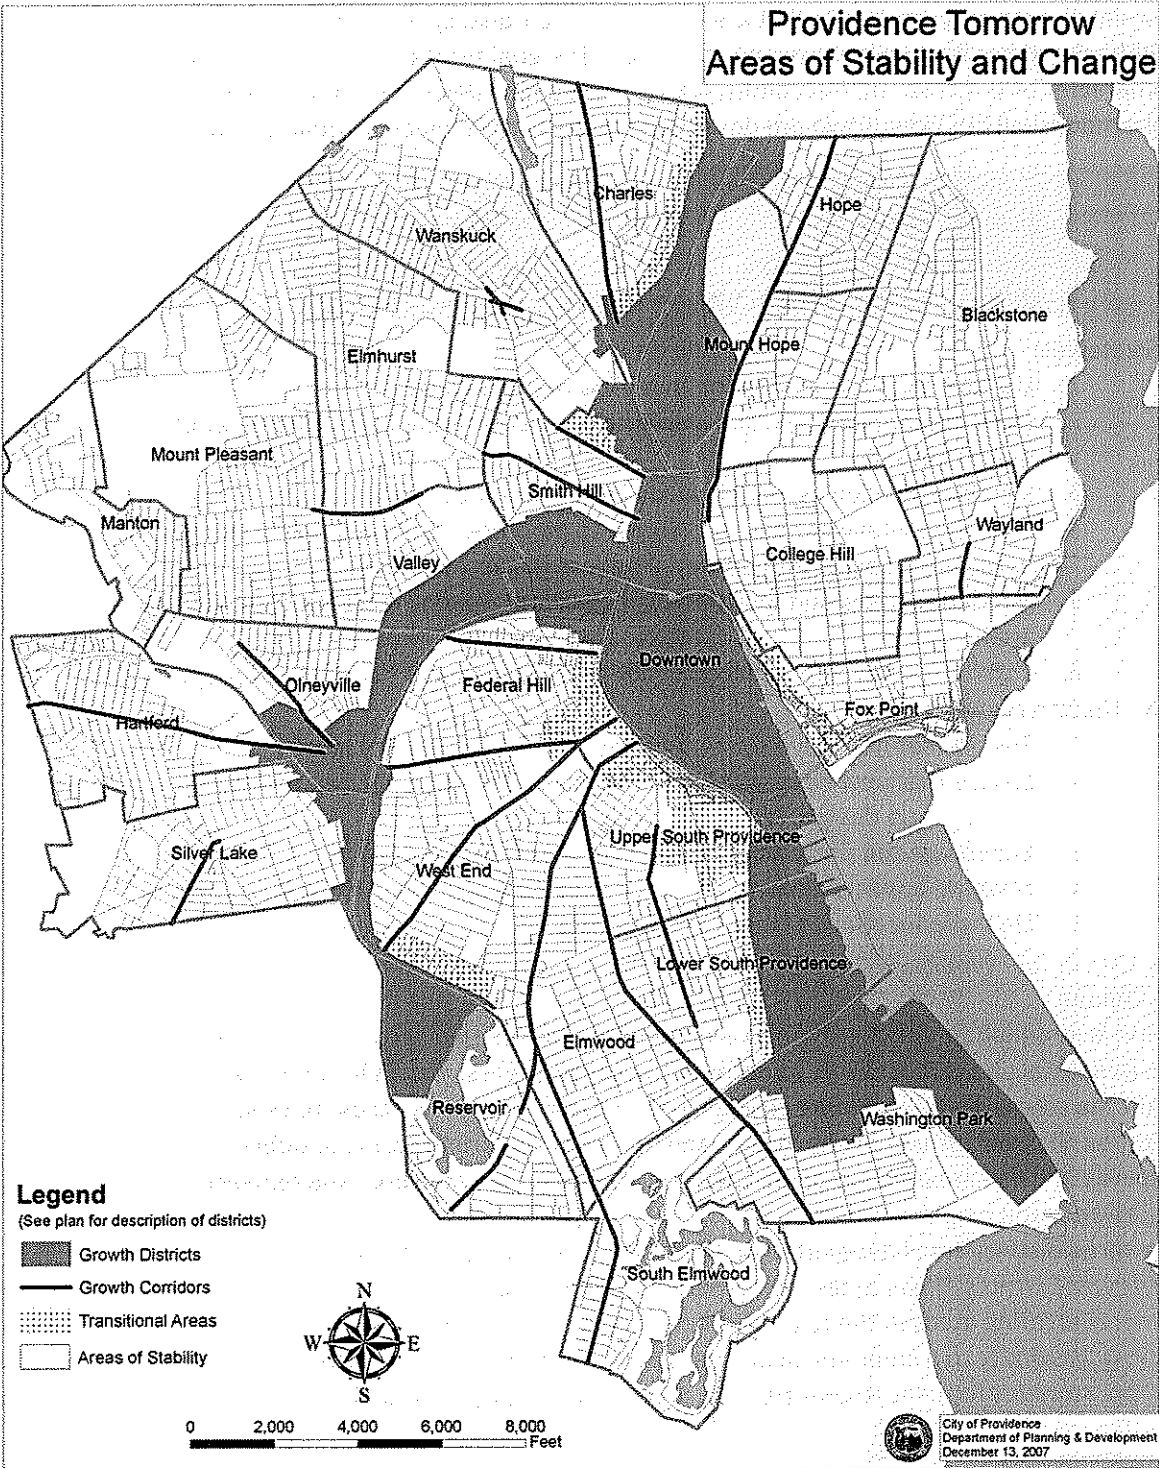 Providence Tomorrow
Areas of Stability and Change
Charles
Hope
Wanskuck
Blackstone
Mount Hope
Elmhurst
Mount Pleasant
Smith Hill
Manton
Wayland
College Hill
Valley
Downtown
Olneyville
Federal Hill
Fox Point
Hartford
Upper South Providence
Silver Lake
West End
Lower South Providence
Elmwood
Reservoir
Washington Park
South Elmwood
Legend
(See plan for description of districts)
Growth Districts
Growth Corridors
Transitional Areas
Areas of Stability
N
W
E
S
0 2,000 4,000 6,000 8,000
Feet
City of Providence
Department of Planning & Development
December 13, 2007